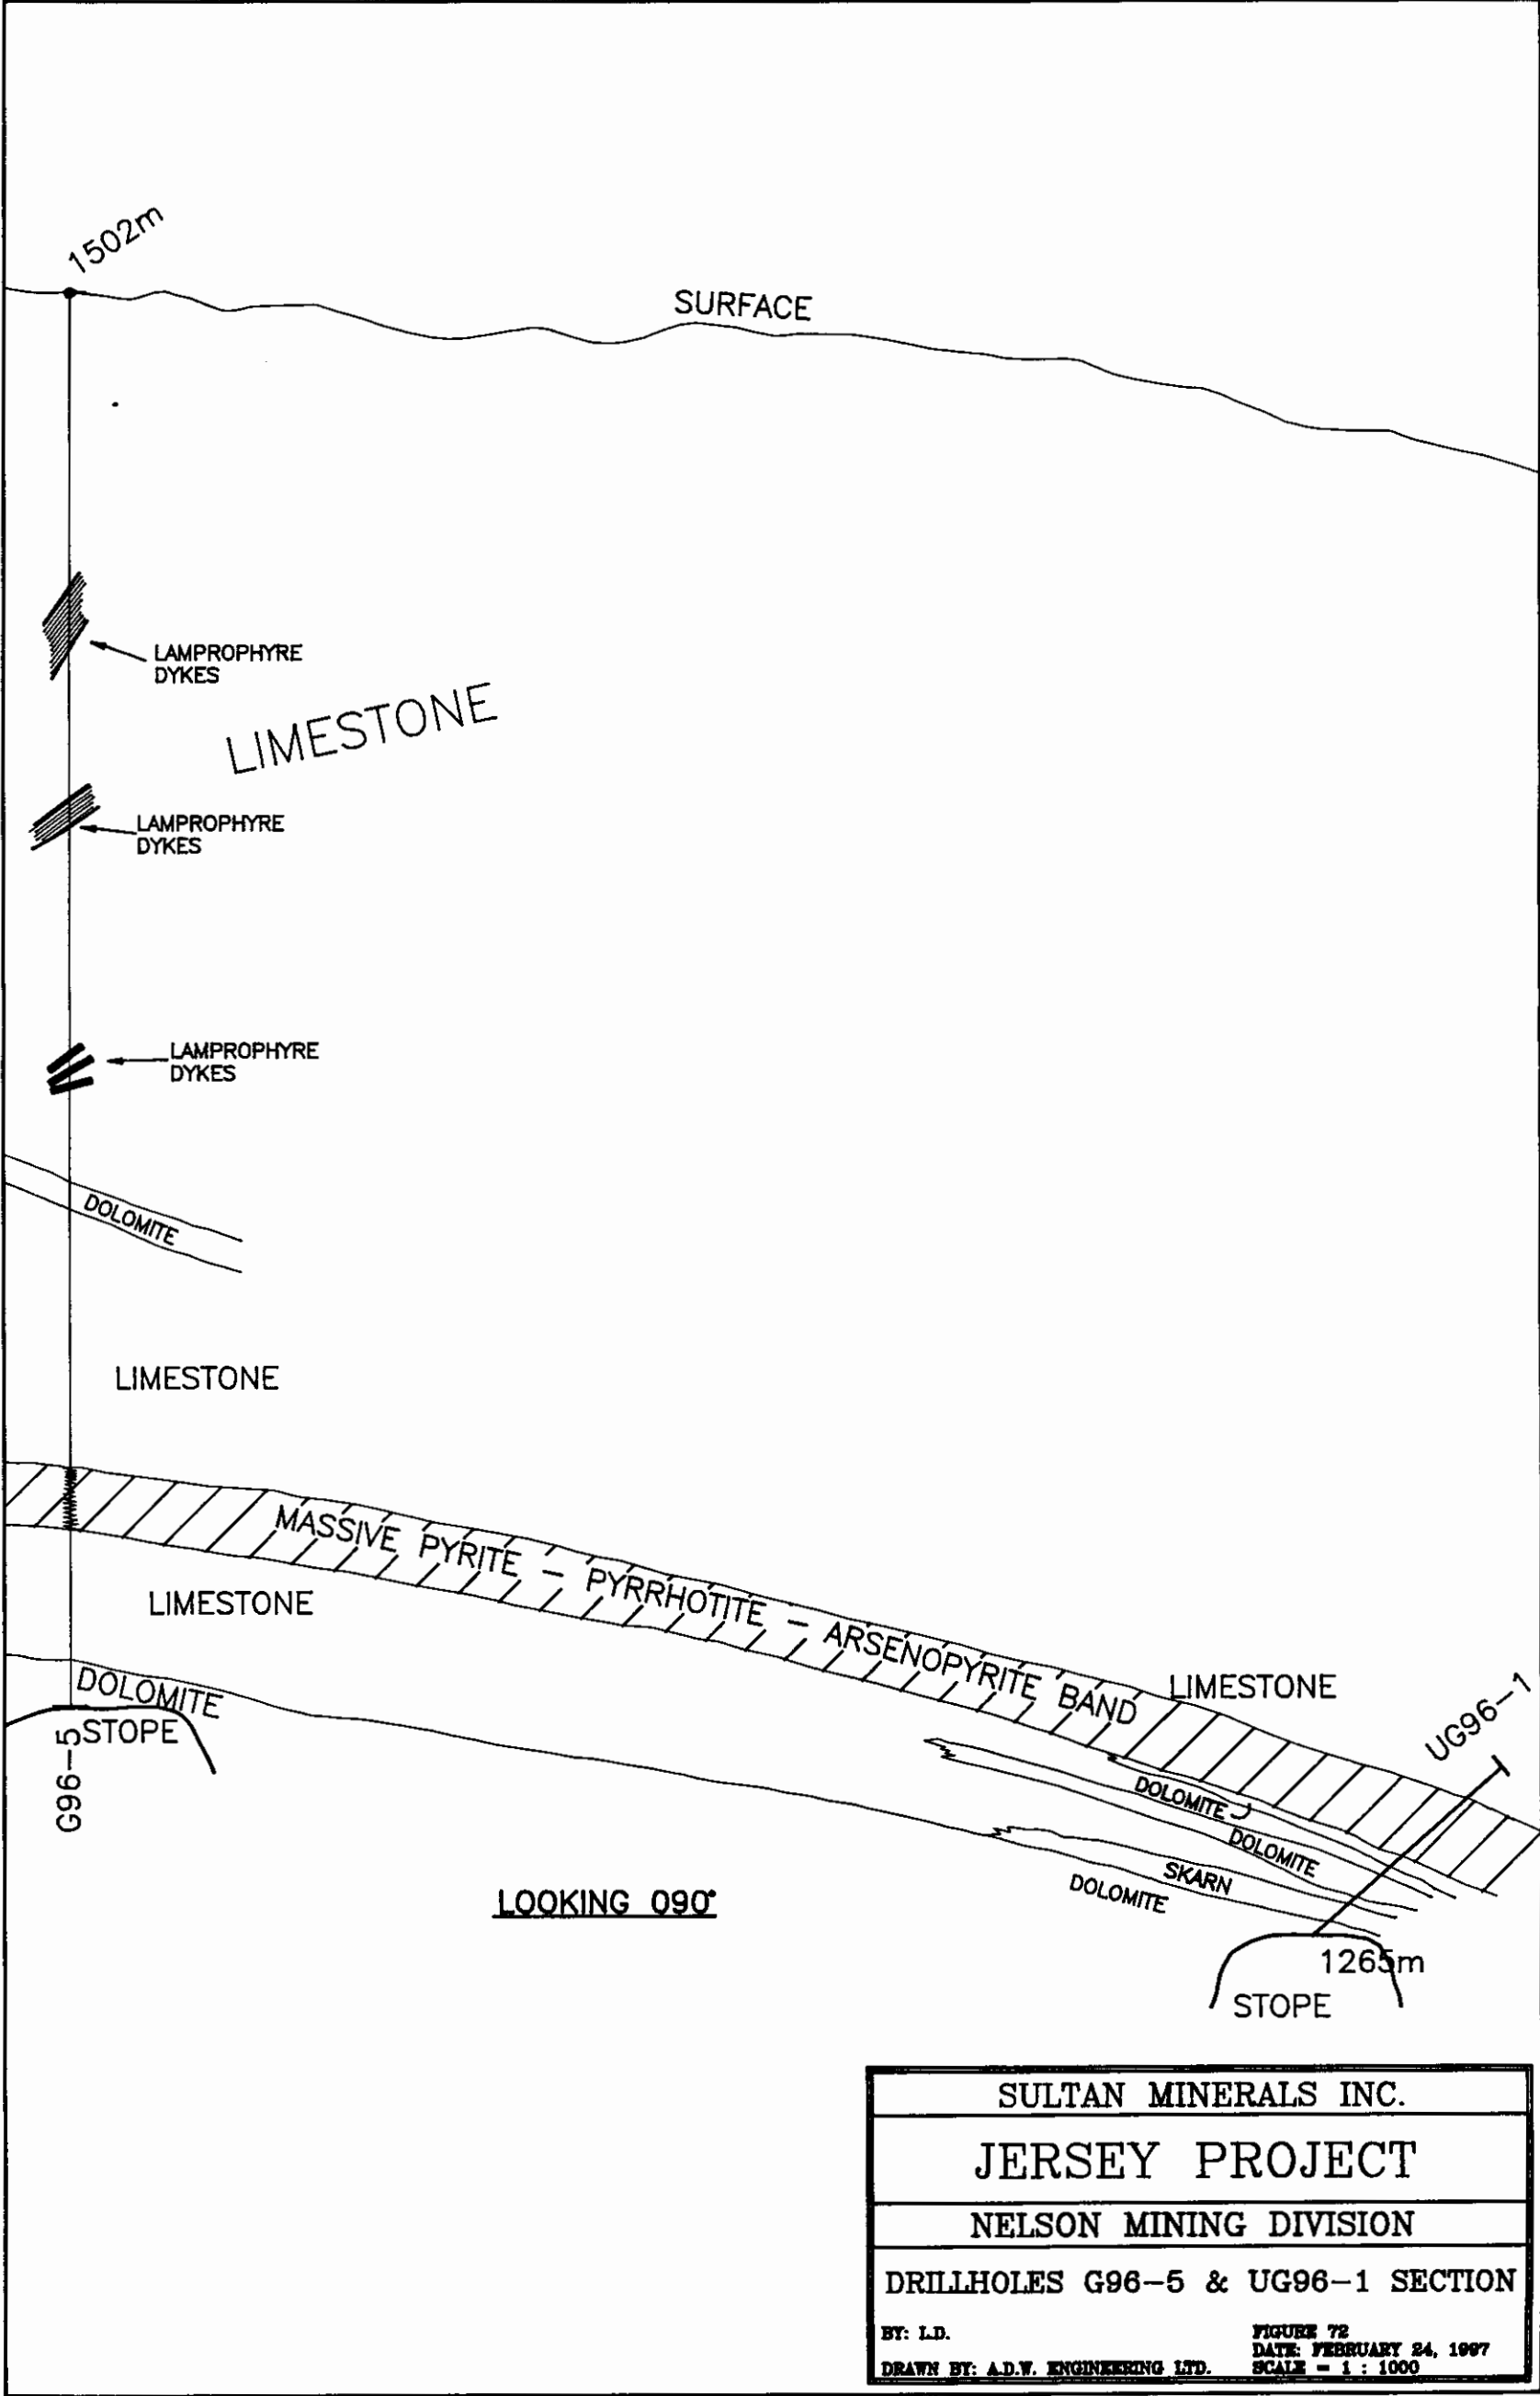 1502m
SURFACE
LAMPROPHYRE
DYKES
LIMESTONE
LAMPROPHYRE
DYKES
LAMPROPHYRE
DYKES
DOLOMITE
LIMESTONE
MASSIVE PYRITE – PYRRHOTITE – ARSENOPYRITE BAND
LIMESTONE
LIMESTONE
UG96-1
DOLOMITE
STOPE
G96-5
DOLOMITE
DOLOMITE
SKARN
DOLOMITE
LOOKING 090°
1265m
STOPE
SULTAN MINERALS INC.
JERSEY PROJECT
NELSON MINING DIVISION
DRILLHOLES G96-5 & UG96-1 SECTION
BY: L.D.
FIGURE 72
DATE: FEBRUARY 24, 1997
DRAWN BY: A.D.W. ENGINEERING LTD.
SCALE = 1 : 1000